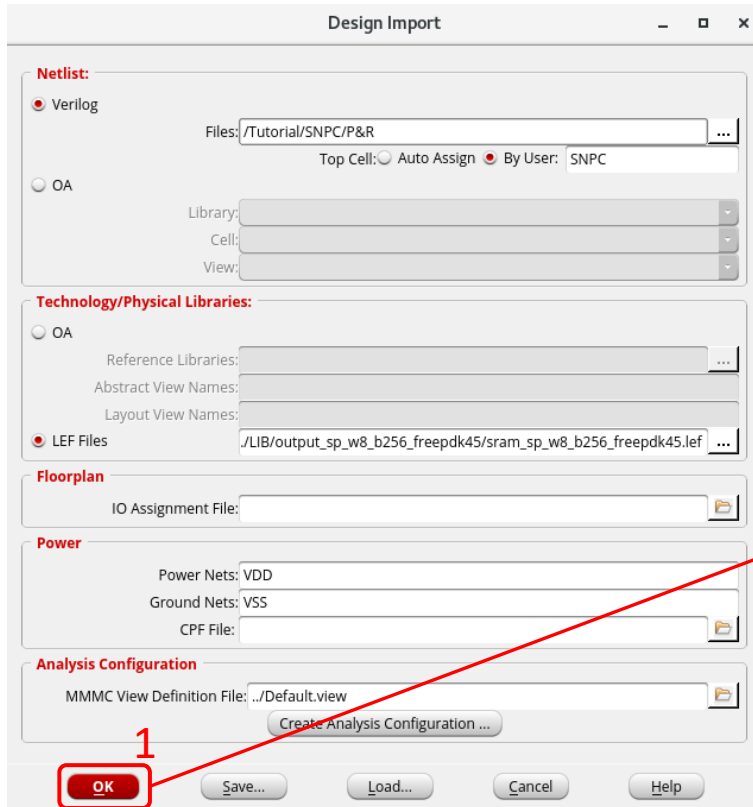 Design Import
Netlist:
Verilog
Files: /Tutorial/SNPC/P&R ...
Top Cell: Auto Assign By User: SNPC
OA
Library:
Cell:
View:
Technology/Physical Libraries:
OA
Reference Libraries: ...
Abstract View Names:
Layout View Names:
LEF Files ./LIB/output_sp_w8_b256_freepdk45/sram_sp_w8_b256_freepdk45.lef ...
Floorplan
IO Assignment File:
Power
Power Nets: VDD
Ground Nets: VSS
CPF File:
Analysis Configuration
MMMC View Definition File: ../Default.view
Create Analysis Configuration ...
1
OK Save... Load... Cancel Help